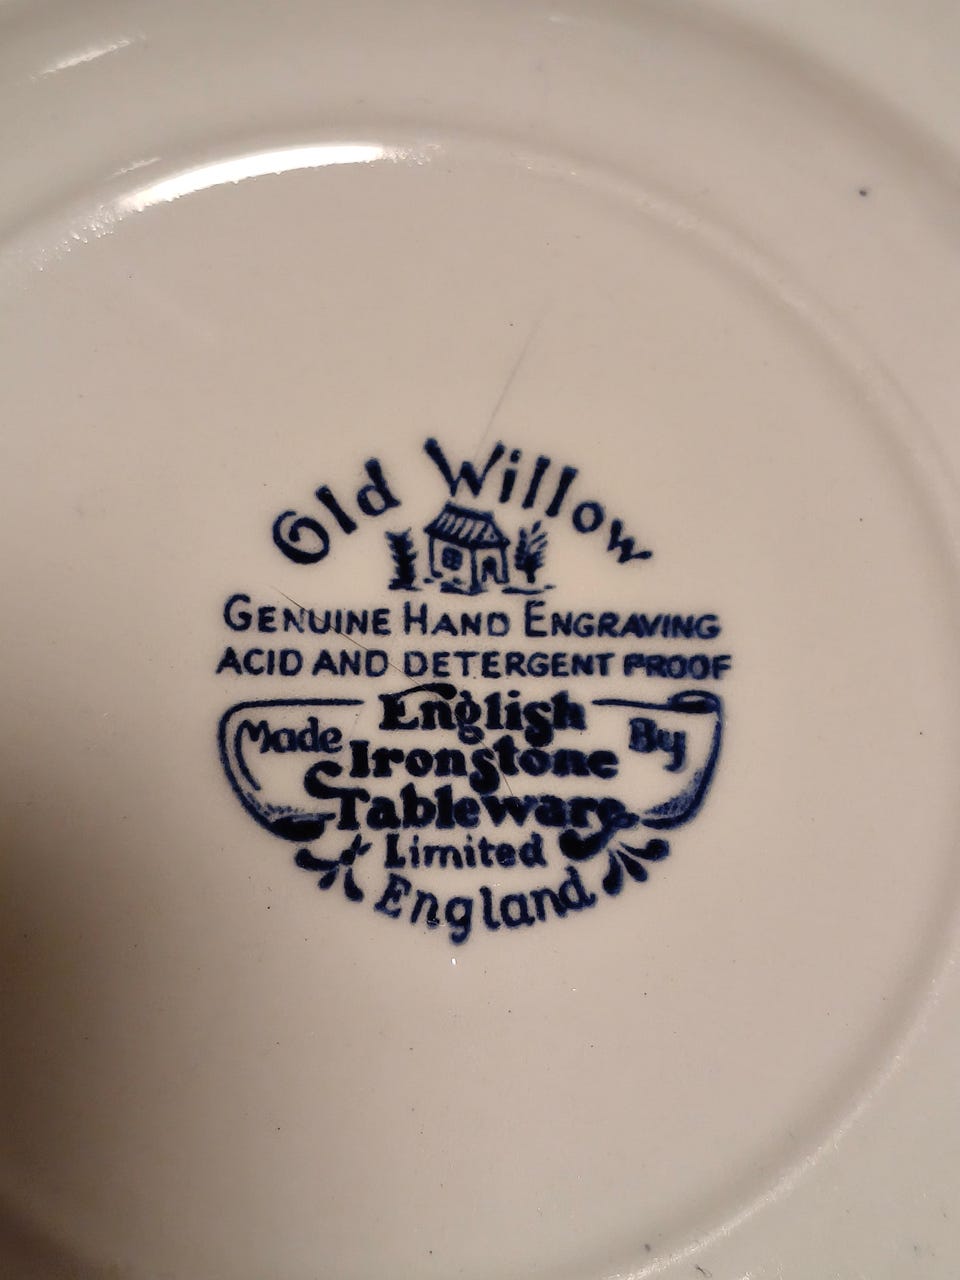 Old Willow
GENUINE HAND ENGRAVING
ACID AND DETERGENT PROOF
Made By
English
Ironstone
Tableware
Limited
England